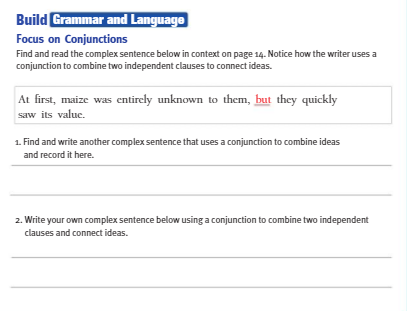 Build Grammar and Language
Focus on Conjunctions
Find and read the complex sentence below in context on page 14. Notice how the writer uses a
conjunction to combine two independent clauses to connect ideas.
At first, maize was entirely unknown to them, but they quickly
saw its value.
1. Find and write another complex sentence that uses a conjunction to combine ideas
and record it here.
2. Write your own complex sentence below using a conjunction to combine two independent
clauses and connect ideas.